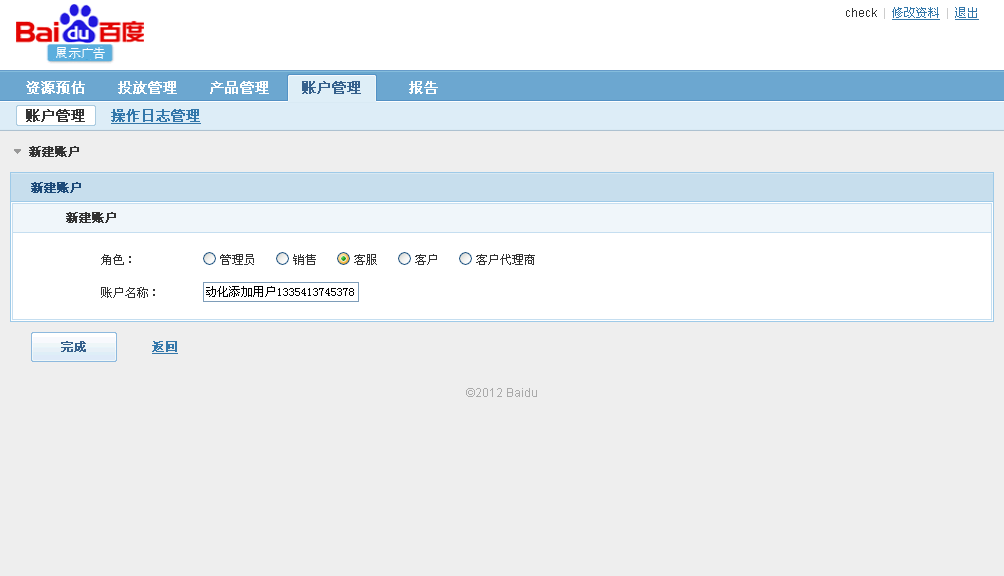 Bai du 百度
展示广告
check | 修改资料 | 退出
资源预估 投放管理 产品管理 账户管理 报告
账户管理 操作日志管理
新建账户
新建账户
新建账户
角色： 管理员 销售 客服 客户 客户代理商
账户名称： 动化添加用户1335413745378
完成 返回
©2012 Baidu